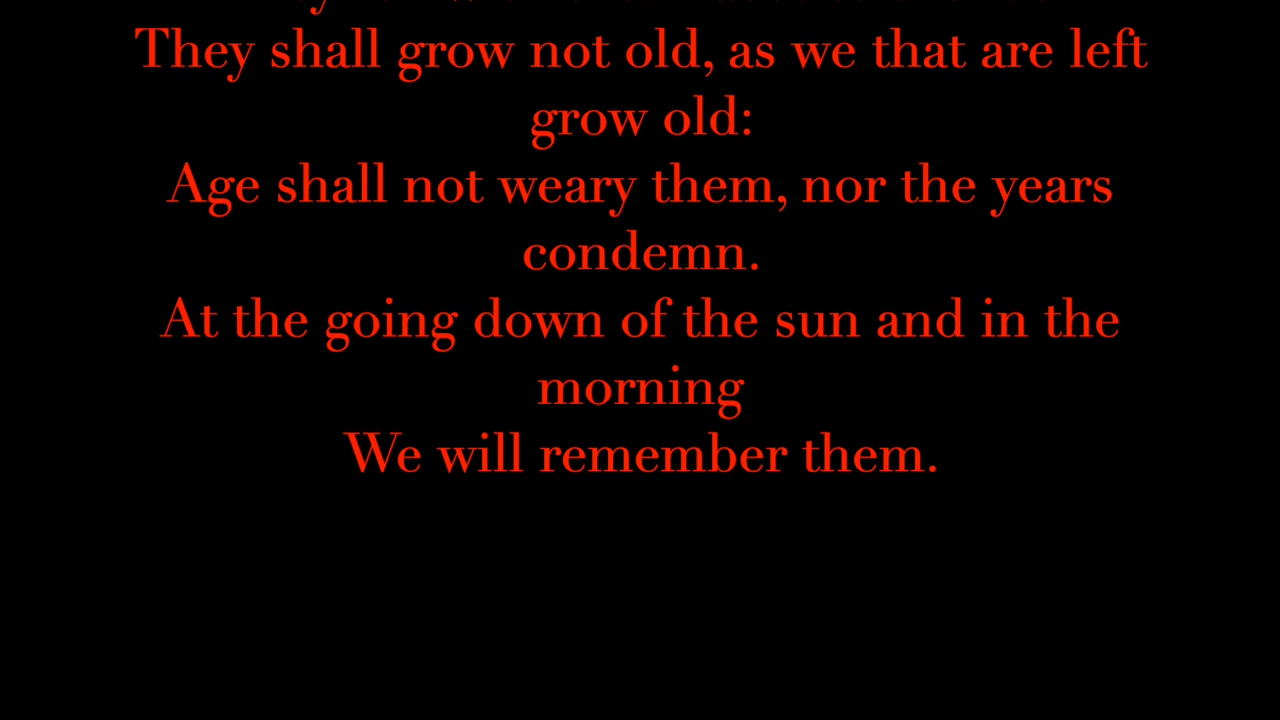 They shall grow not old, as we that are left
grow old:
Age shall not weary them, nor the years
condemn.
At the going down of the sun and in the
morning
We will remember them.